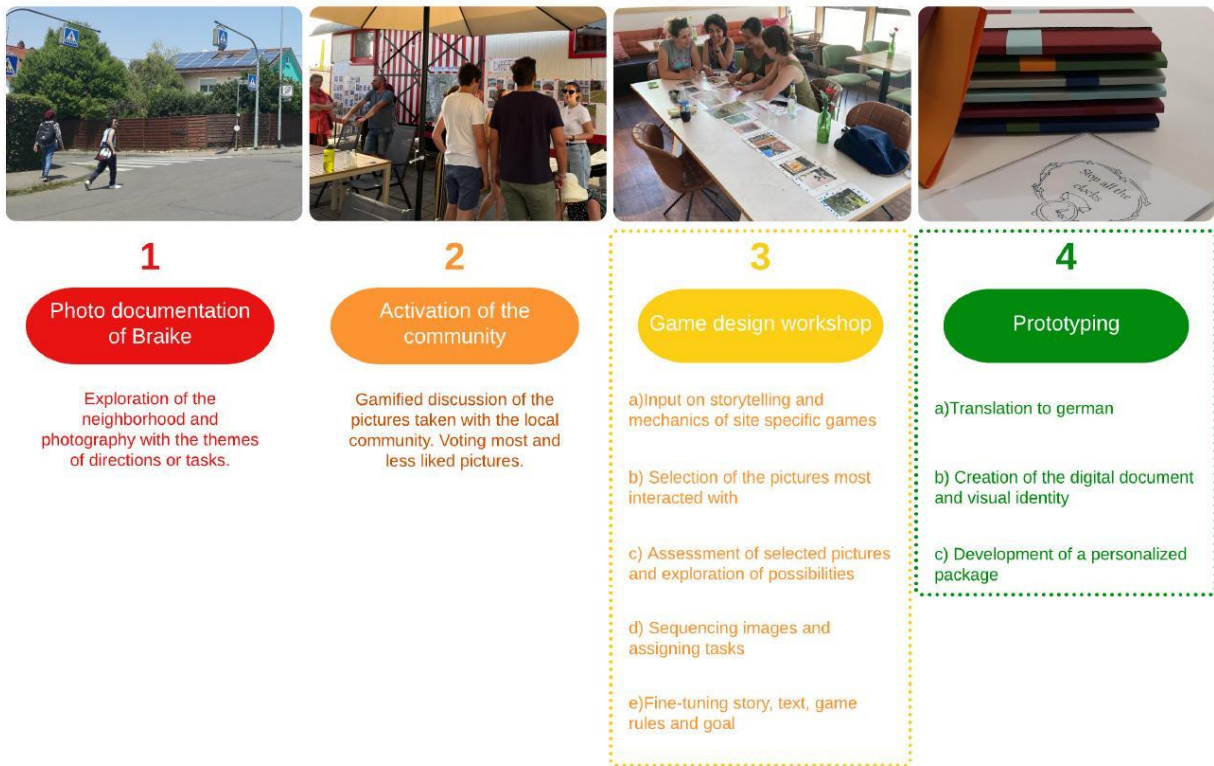 Stop all the
clocks
1
Photo documentation
of Braike
Exploration of the
neighborhood and
photography with the themes
of directions or tasks.
2
Activation of the
community
Gamified discussion of the
pictures taken with the local
community. Voting most and
less liked pictures.
3
Game design workshop
a)Input on storytelling and
mechanics of site specific games
b) Selection of the pictures most
interacted with
c) Assessment of selected pictures
and exploration of possibilities
d) Sequencing images and
assigning tasks
e)Fine-tuning story, text, game
rules and goal
4
Prototyping
a)Translation to german
b) Creation of the digital document
and visual identity
c) Development of a personalized
package